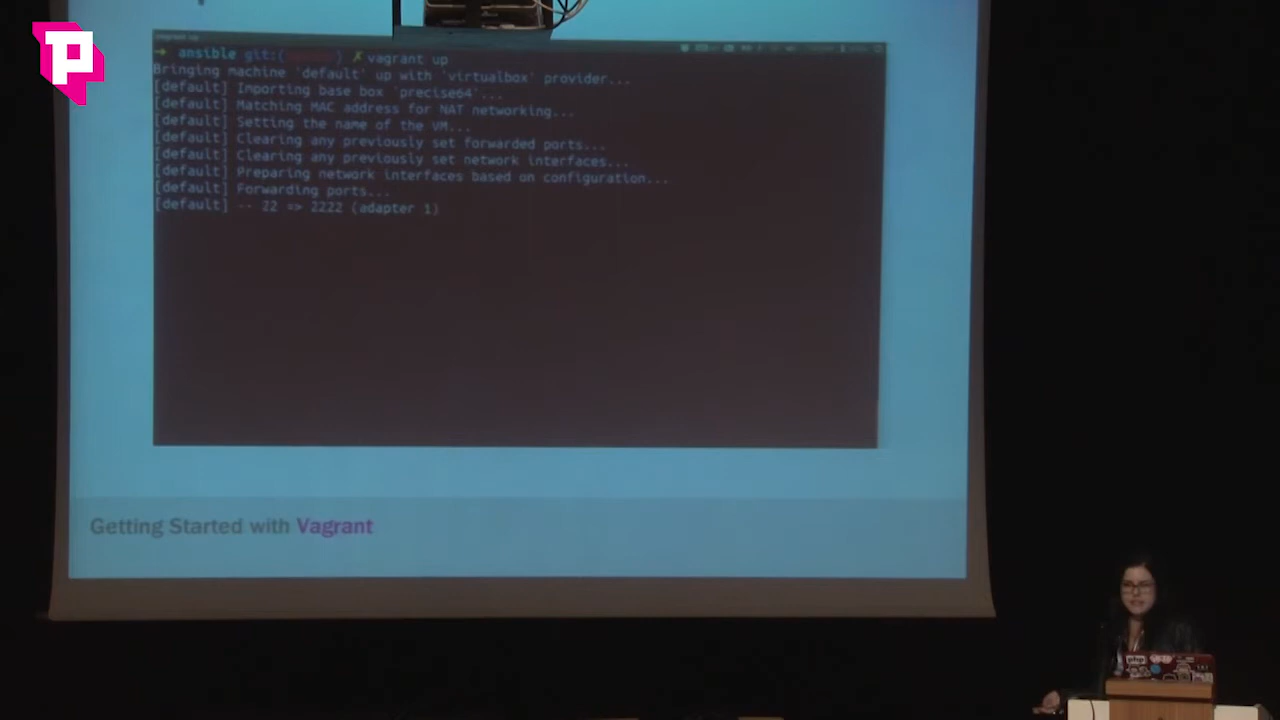 P
ansible git:( ) ✗ vagrant up
Bringing machine 'default' up with 'virtualbox' provider...
[default] Importing base box 'precise64'...
[default] Matching MAC address for NAT networking...
[default] Setting the name of the VM...
[default] Clearing any previously set forwarded ports...
[default] Clearing any previously set network interfaces...
[default] Preparing network interfaces based on configuration...
[default] Forwarding ports...
[default] -- 22 => 2222 (adapter 1)
Getting Started with Vagrant
php